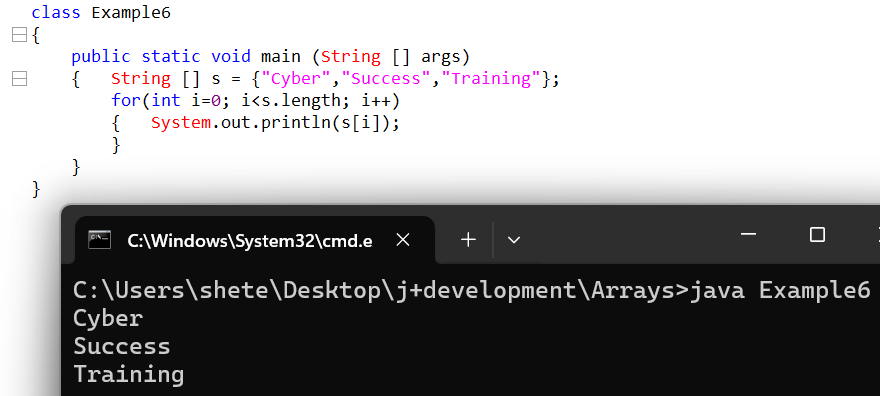 class Example6
{
public static void main (String [] args)
{ String [] s = {"Cyber","Success","Training"};
for(int i=0; i<s.length; i++)
{ System.out.println(s[i]);
}
}
}
C:\Windows\System32\cmd.e
C:\Users\shete\Desktop\j+development\Arrays>java Example6
Cyber
Success
Training